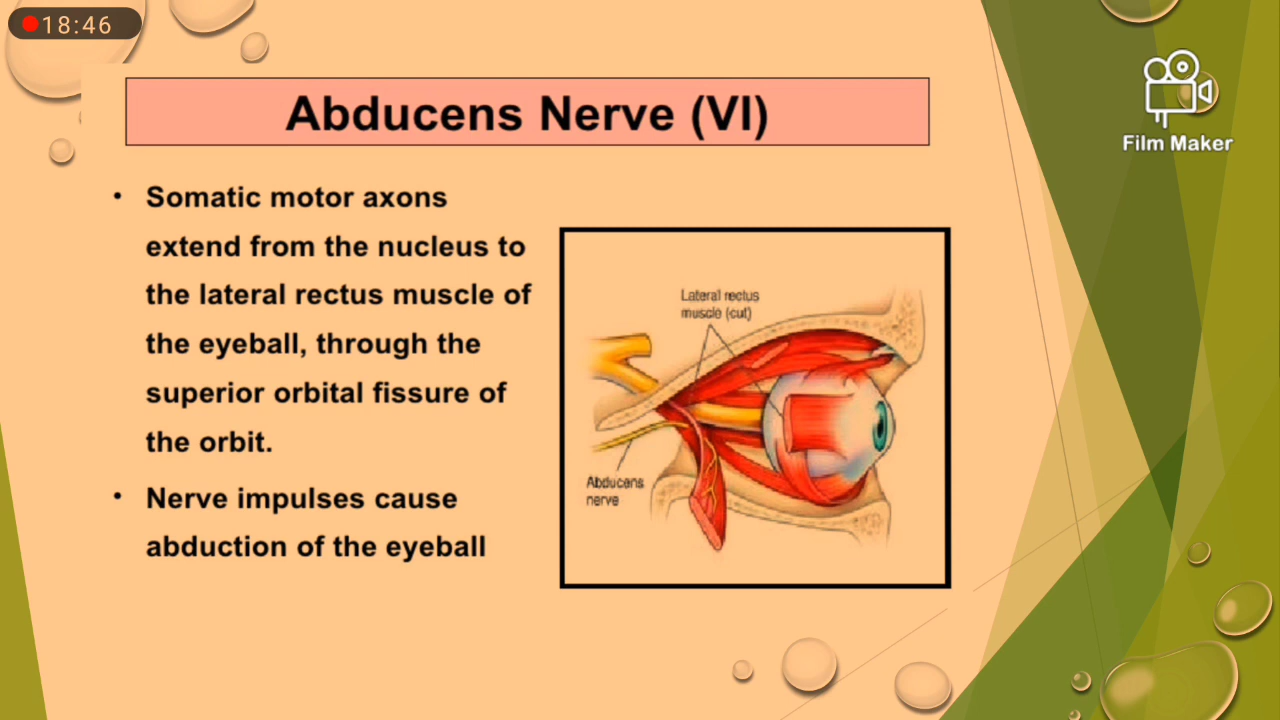 18:46
Film Maker
Abducens Nerve (VI)
• Somatic motor axons
extend from the nucleus to
the lateral rectus muscle of
the eyeball, through the
superior orbital fissure of
the orbit.
• Nerve impulses cause
abduction of the eyeball
Lateral rectus
muscle (cut)
Abducens
nerve